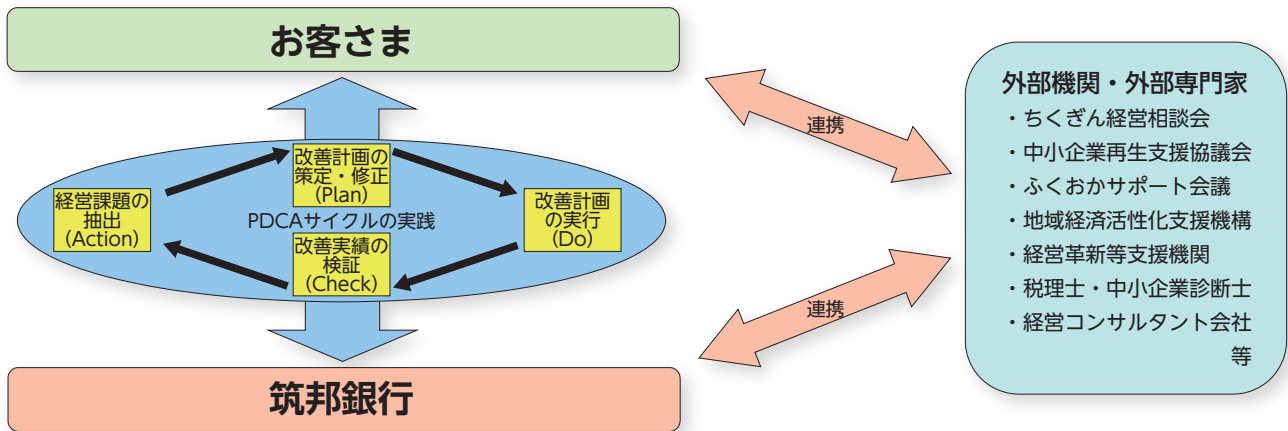 お客さま
改善計画の
策定・修正
(Plan)
経営課題の
抽出
(Action)
PDCAサイクルの実践
改善計画
の実行
(Do)
改善実績の
検証
(Check)
筑邦銀行
連携
連携
外部機関・外部専門家
・ちくぎん経営相談会
・中小企業再生支援協議会
・ふくおかサポート会議
・地域経済活性化支援機構
・経営革新等支援機関
・税理士・中小企業診断士
・経営コンサルタント会社
等